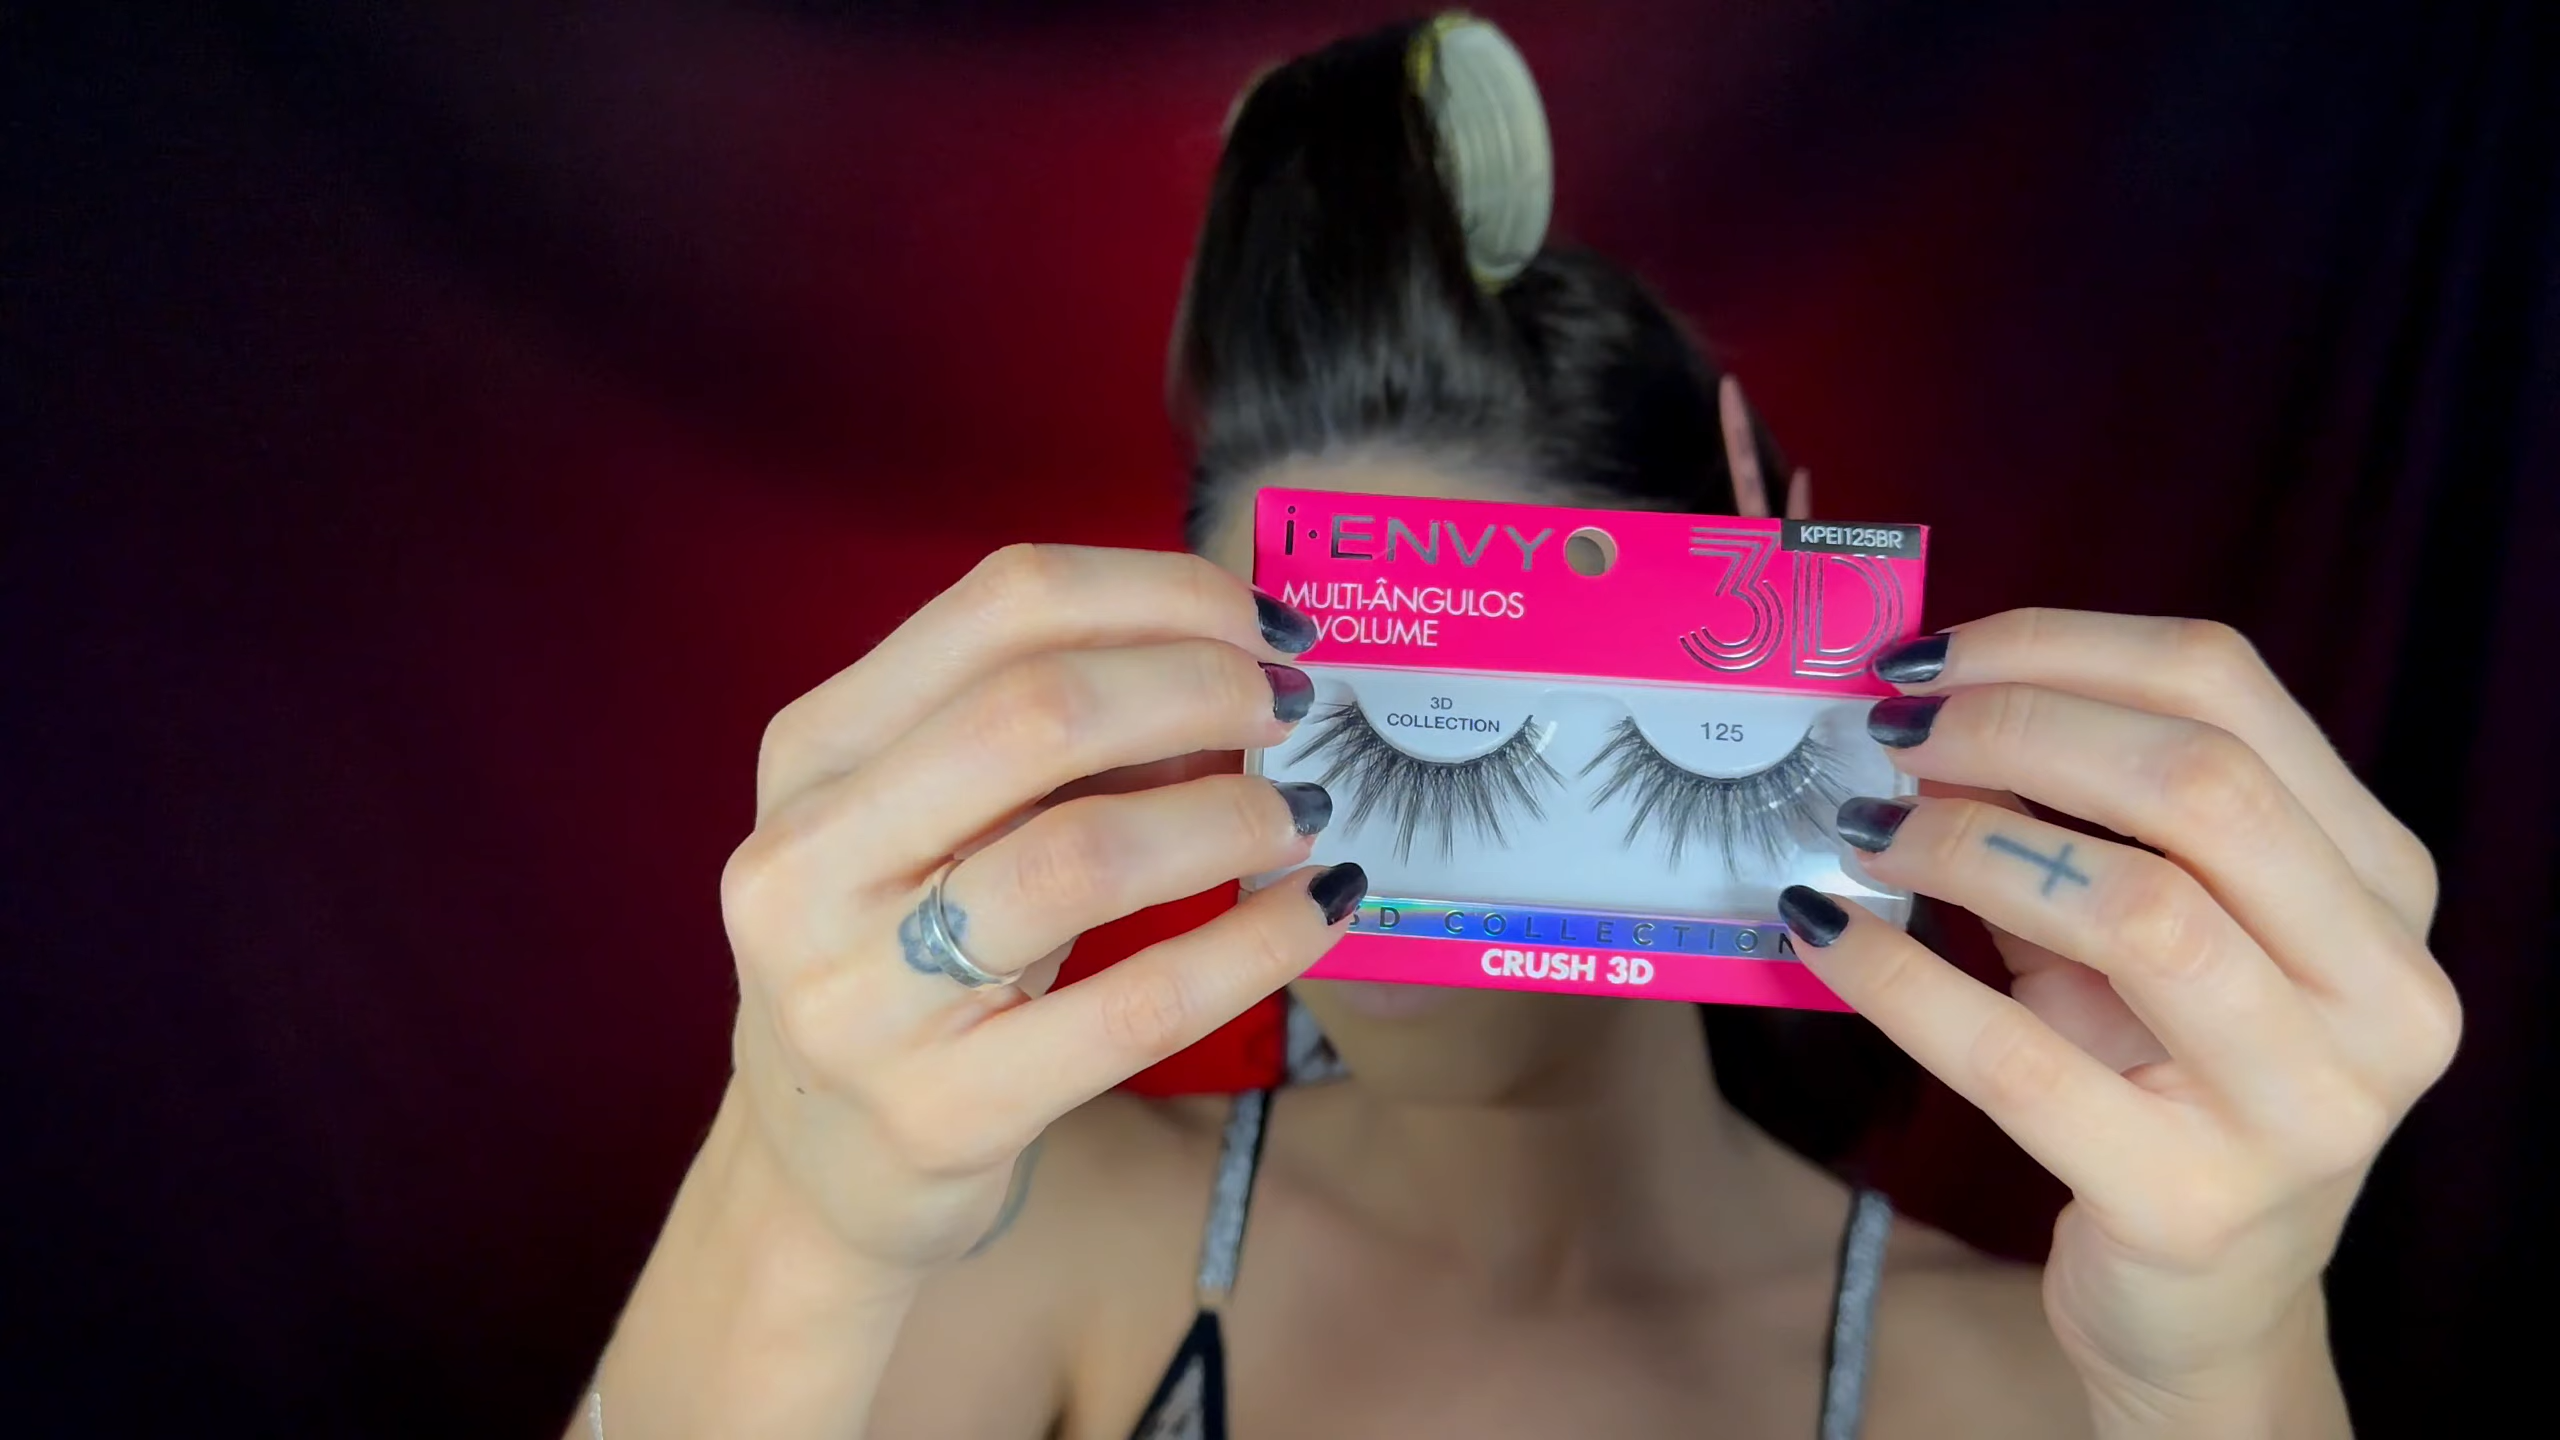 i·ENVY
3D
KPEI125BR
MULTI-ÂNGULOS
VOLUME
3D
COLLECTION
125
3D COLLECTION
CRUSH 3D